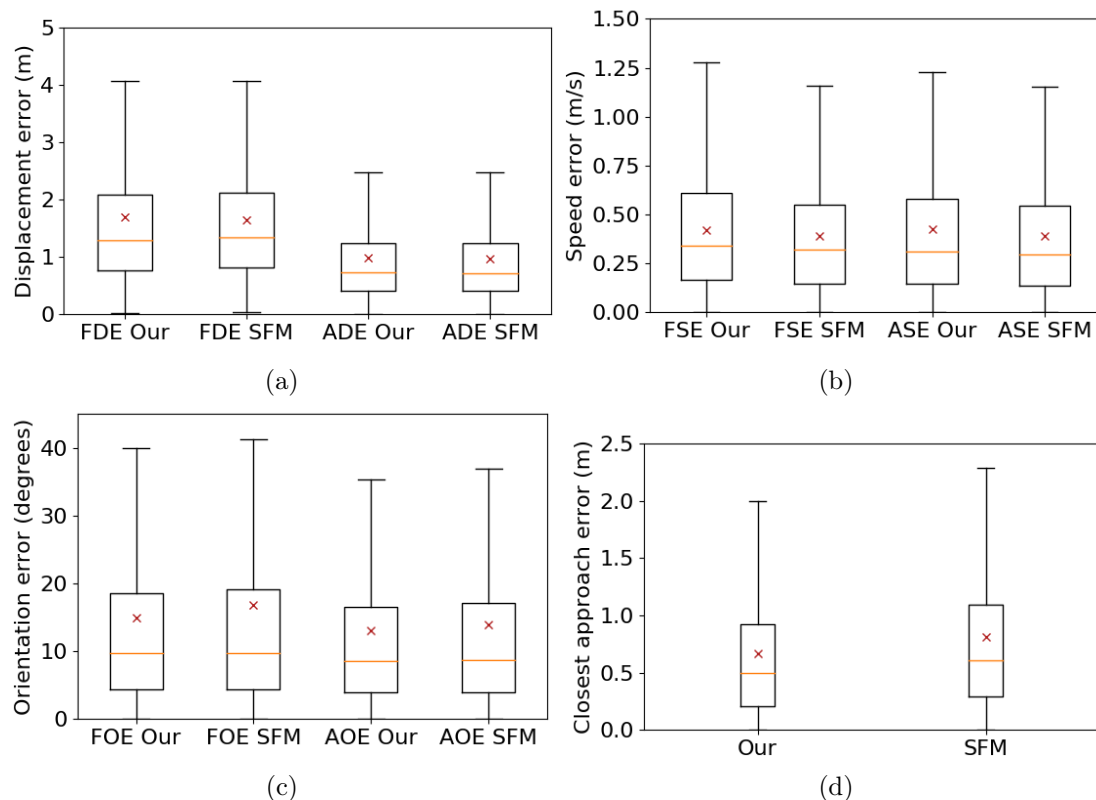 Displacement error (m)
5
4
3
2
1
0
FDE Our FDE SFM ADE Our ADE SFM
(a)
Speed error (m/s)
1.50
1.25
1.00
0.75
0.50
0.25
0.00
FSE Our FSE SFM ASE Our ASE SFM
(b)
Orientation error (degrees)
40
30
20
10
0
FOE Our FOE SFM AOE Our AOE SFM
(c)
Closest approach error (m)
2.5
2.0
1.5
1.0
0.5
0.0
Our SFM
(d)